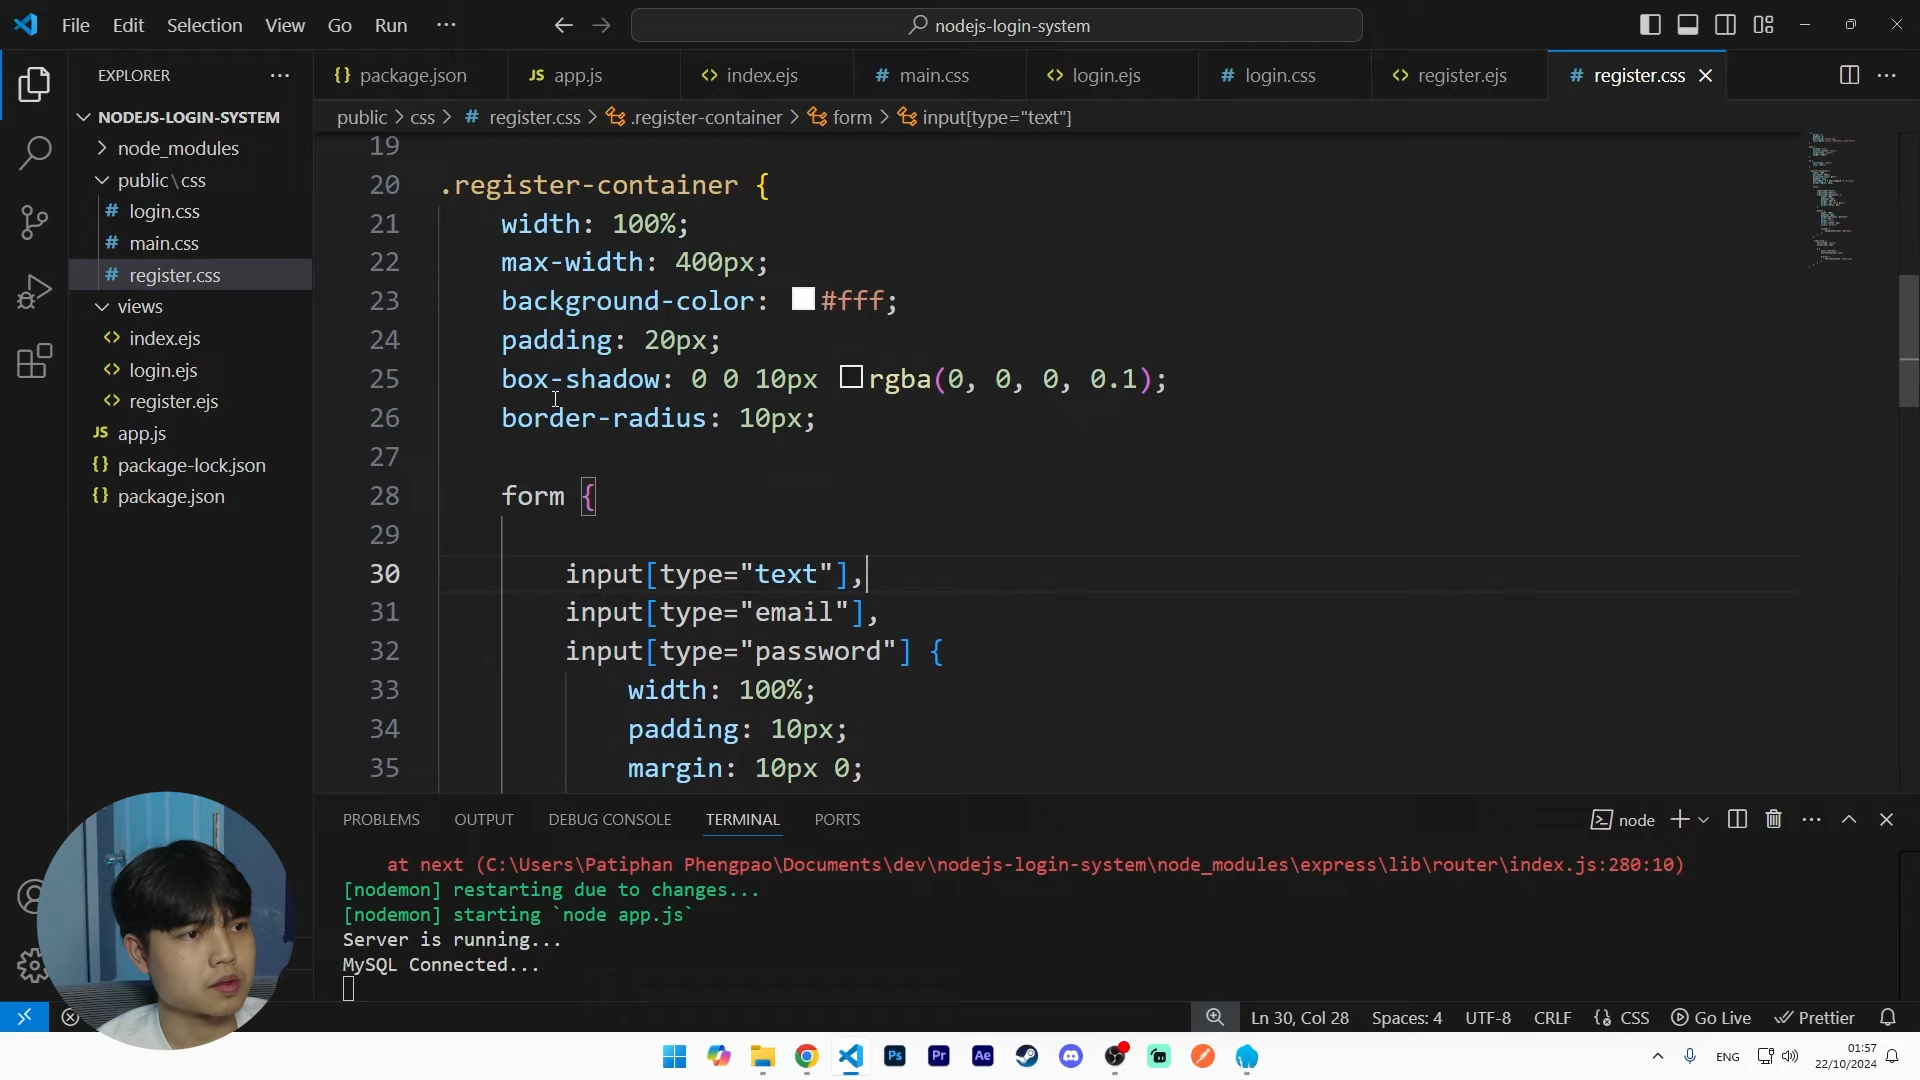 File Edit Selection View Go Run ···
nodejs-login-system
EXPLORER
NODEJS-LOGIN-SYSTEM
node_modules
public\css
login.css
main.css
register.css
views
index.ejs
login.ejs
register.ejs
JS app.js
{} package-lock.json
{} package.json
{} package.json JS app.js <> index.ejs # main.css <> login.ejs # login.css <> register.ejs # register.css
public > css > # register.css > .register-container > form > input[type="text"]
19
20 .register-container {
21 width: 100%;
22 max-width: 400px;
23 background-color: #fff;
24 padding: 20px;
25 box-shadow: 0 0 10px rgba(0, 0, 0, 0.1);
26 border-radius: 10px;
27
28 form {
29
30 input[type="text"],
31 input[type="email"],
32 input[type="password"] {
33 width: 100%;
34 padding: 10px;
35 margin: 10px 0;
PROBLEMS OUTPUT DEBUG CONSOLE TERMINAL PORTS
node
at next (C:\Users\Patiphan Phengpao\Documents\dev\nodejs-login-system\node_modules\express\lib\router\index.js:280:10)
[nodemon] restarting due to changes...
[nodemon] starting `node app.js`
Server is running...
MySQL Connected...
Ln 30, Col 28 Spaces: 4 UTF-8 CRLF CSS Go Live Prettier
Ps Pr Ae
ENG
01:57
22/10/2024